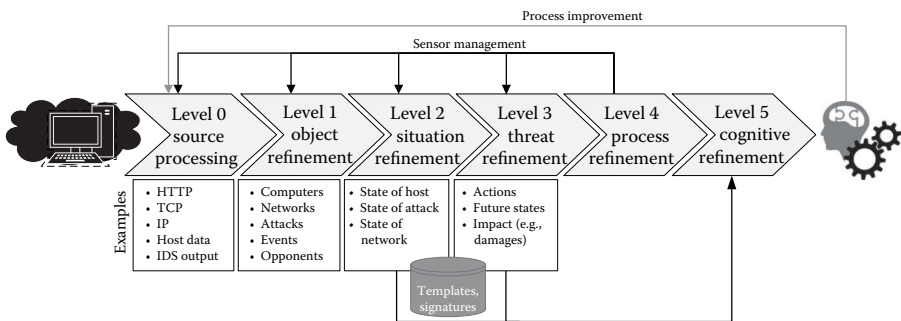 Process improvement
Sensor management
Level 0
source
processing
Level 1
object
refinement
Level 2
situation
refinement
Level 3
threat
refinement
Level 4
process
refinement
Level 5
cognitive
refinement
Examples
• HTTP
• TCP
• IP
• Host data
• IDS output
• Computers
• Networks
• Attacks
• Events
• Opponents
• State of host
• State of attack
• State of
network
• Actions
• Future states
• Impact (e.g.,
damages)
Templates,
signatures